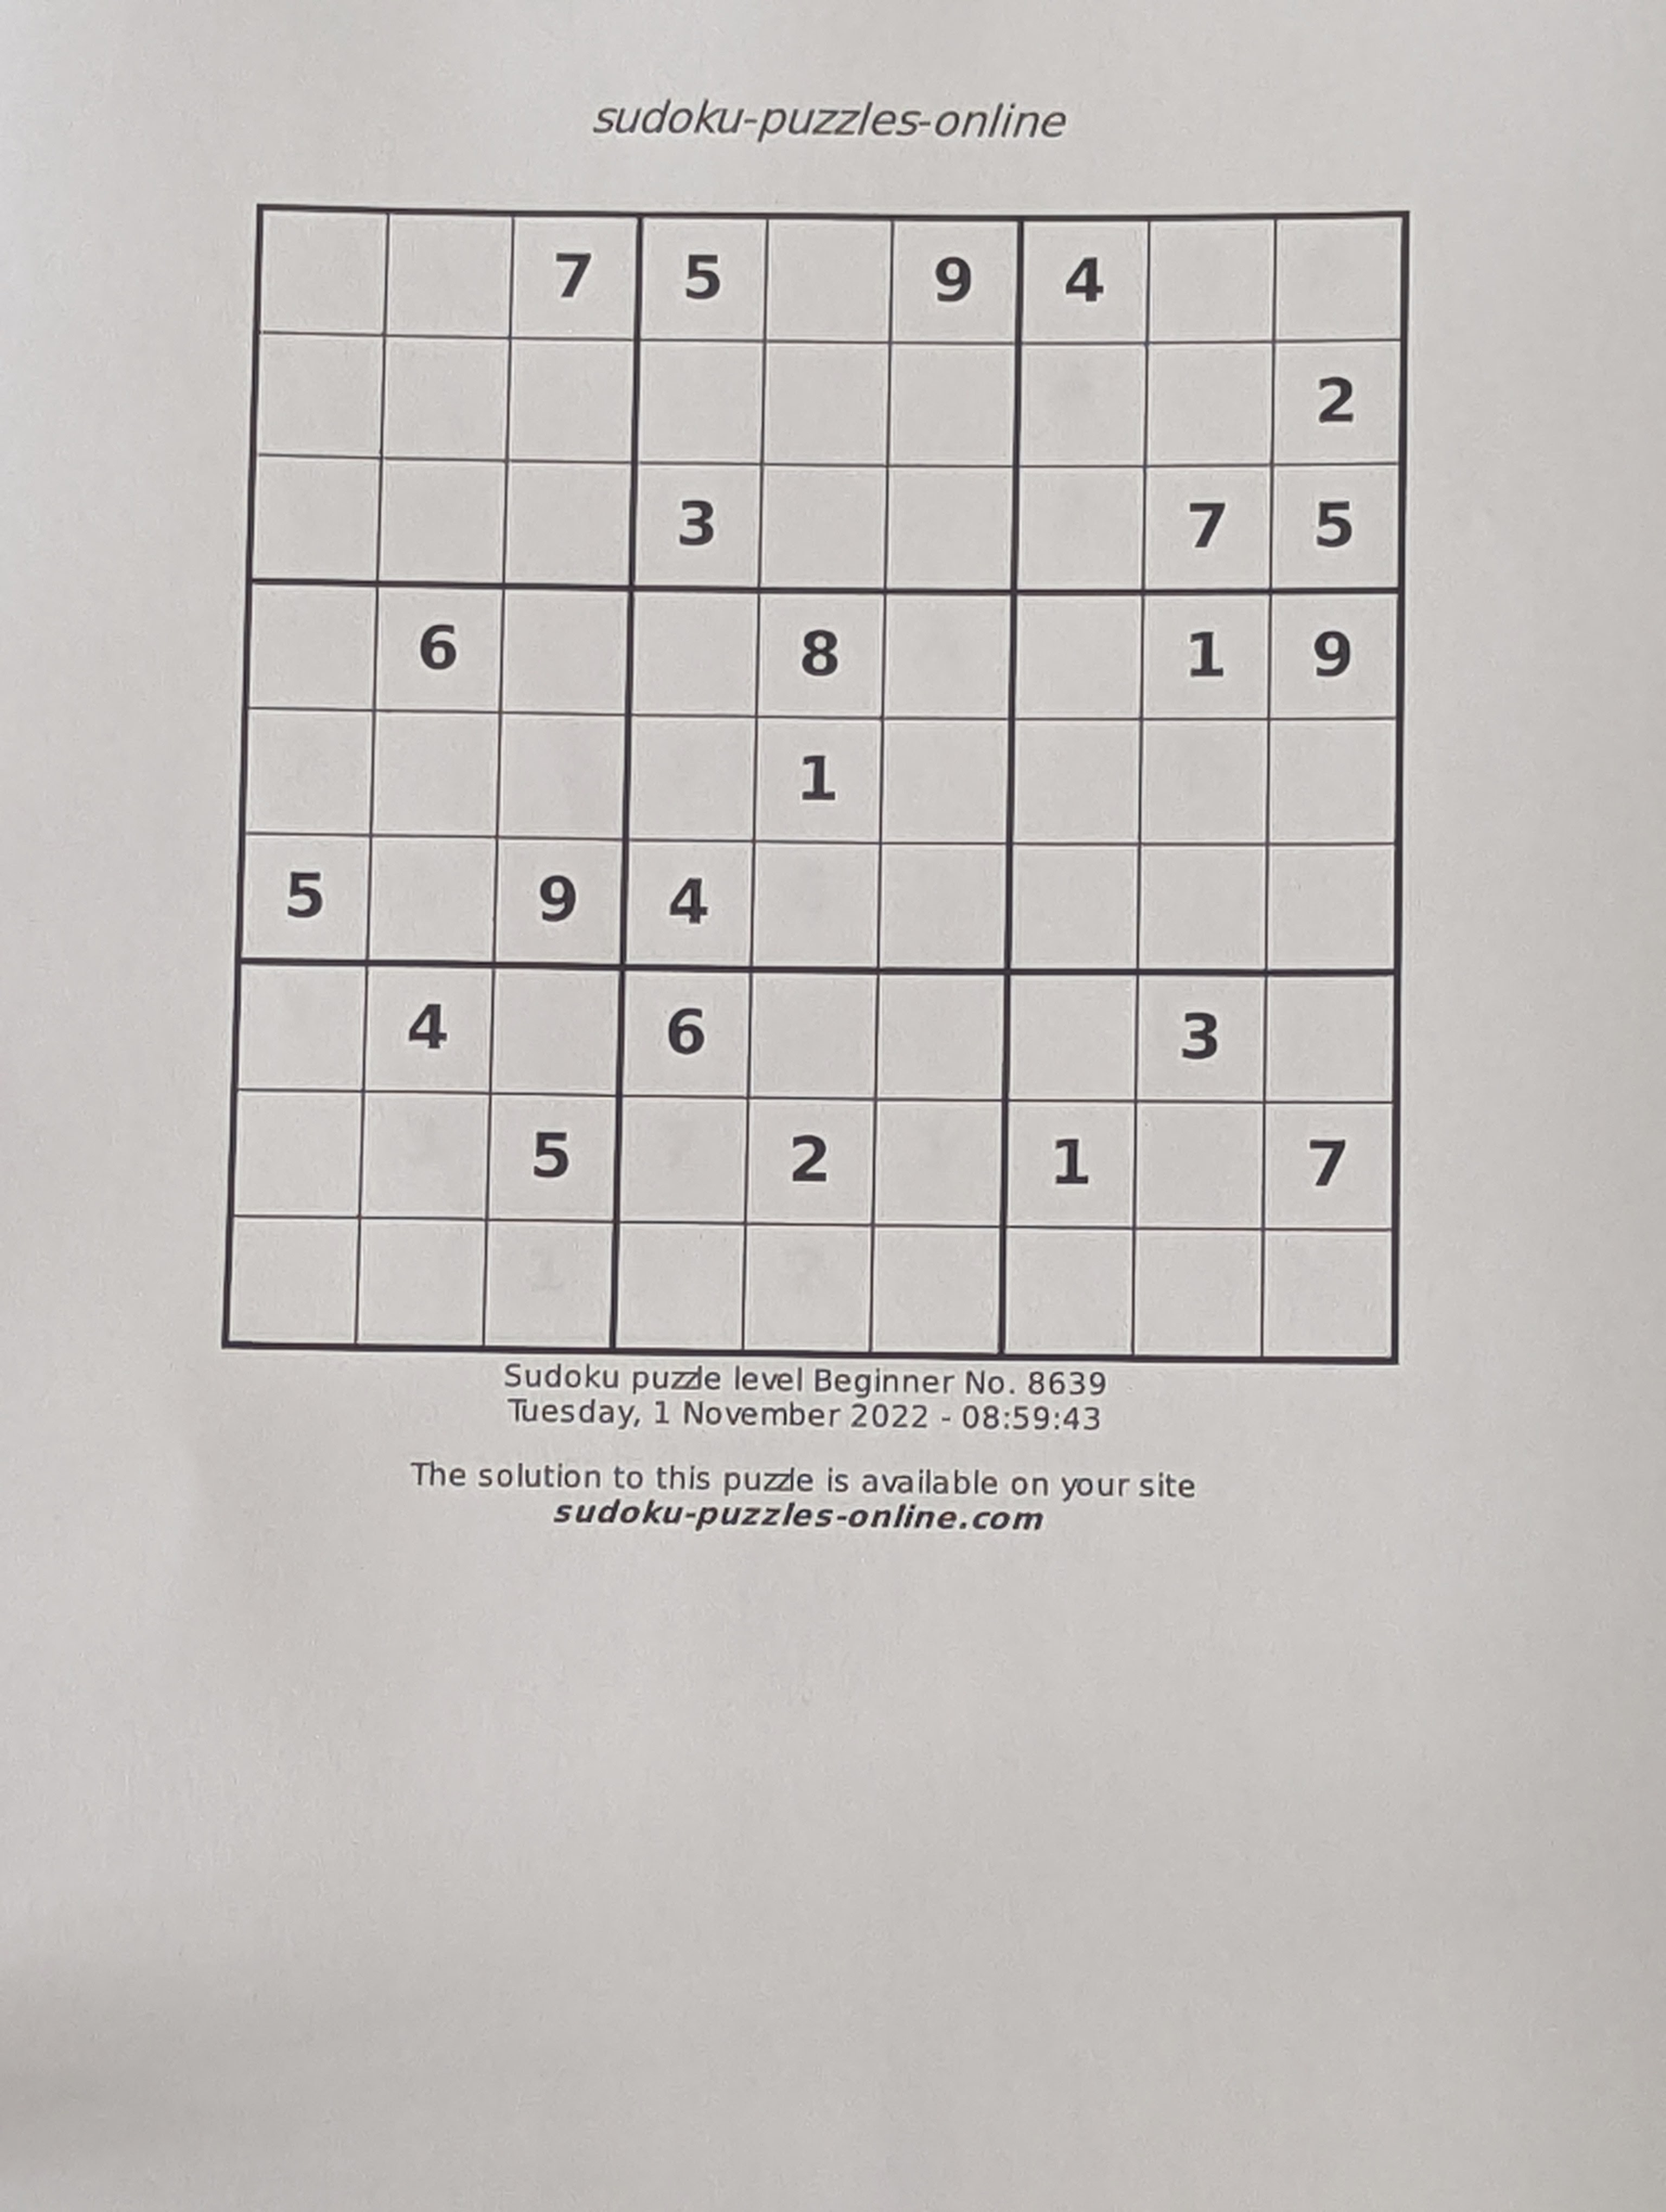 sudoku-puzzles-online
7 5 9 4
2
3 7 5
6 8 1 9
1
5 9 4
4 6 3
5 2 1 7
Sudoku puzzle level Beginner No. 8639
Tuesday, 1 November 2022 - 08:59:43
The solution to this puzzle is available on your site
sudoku-puzzles-online.com